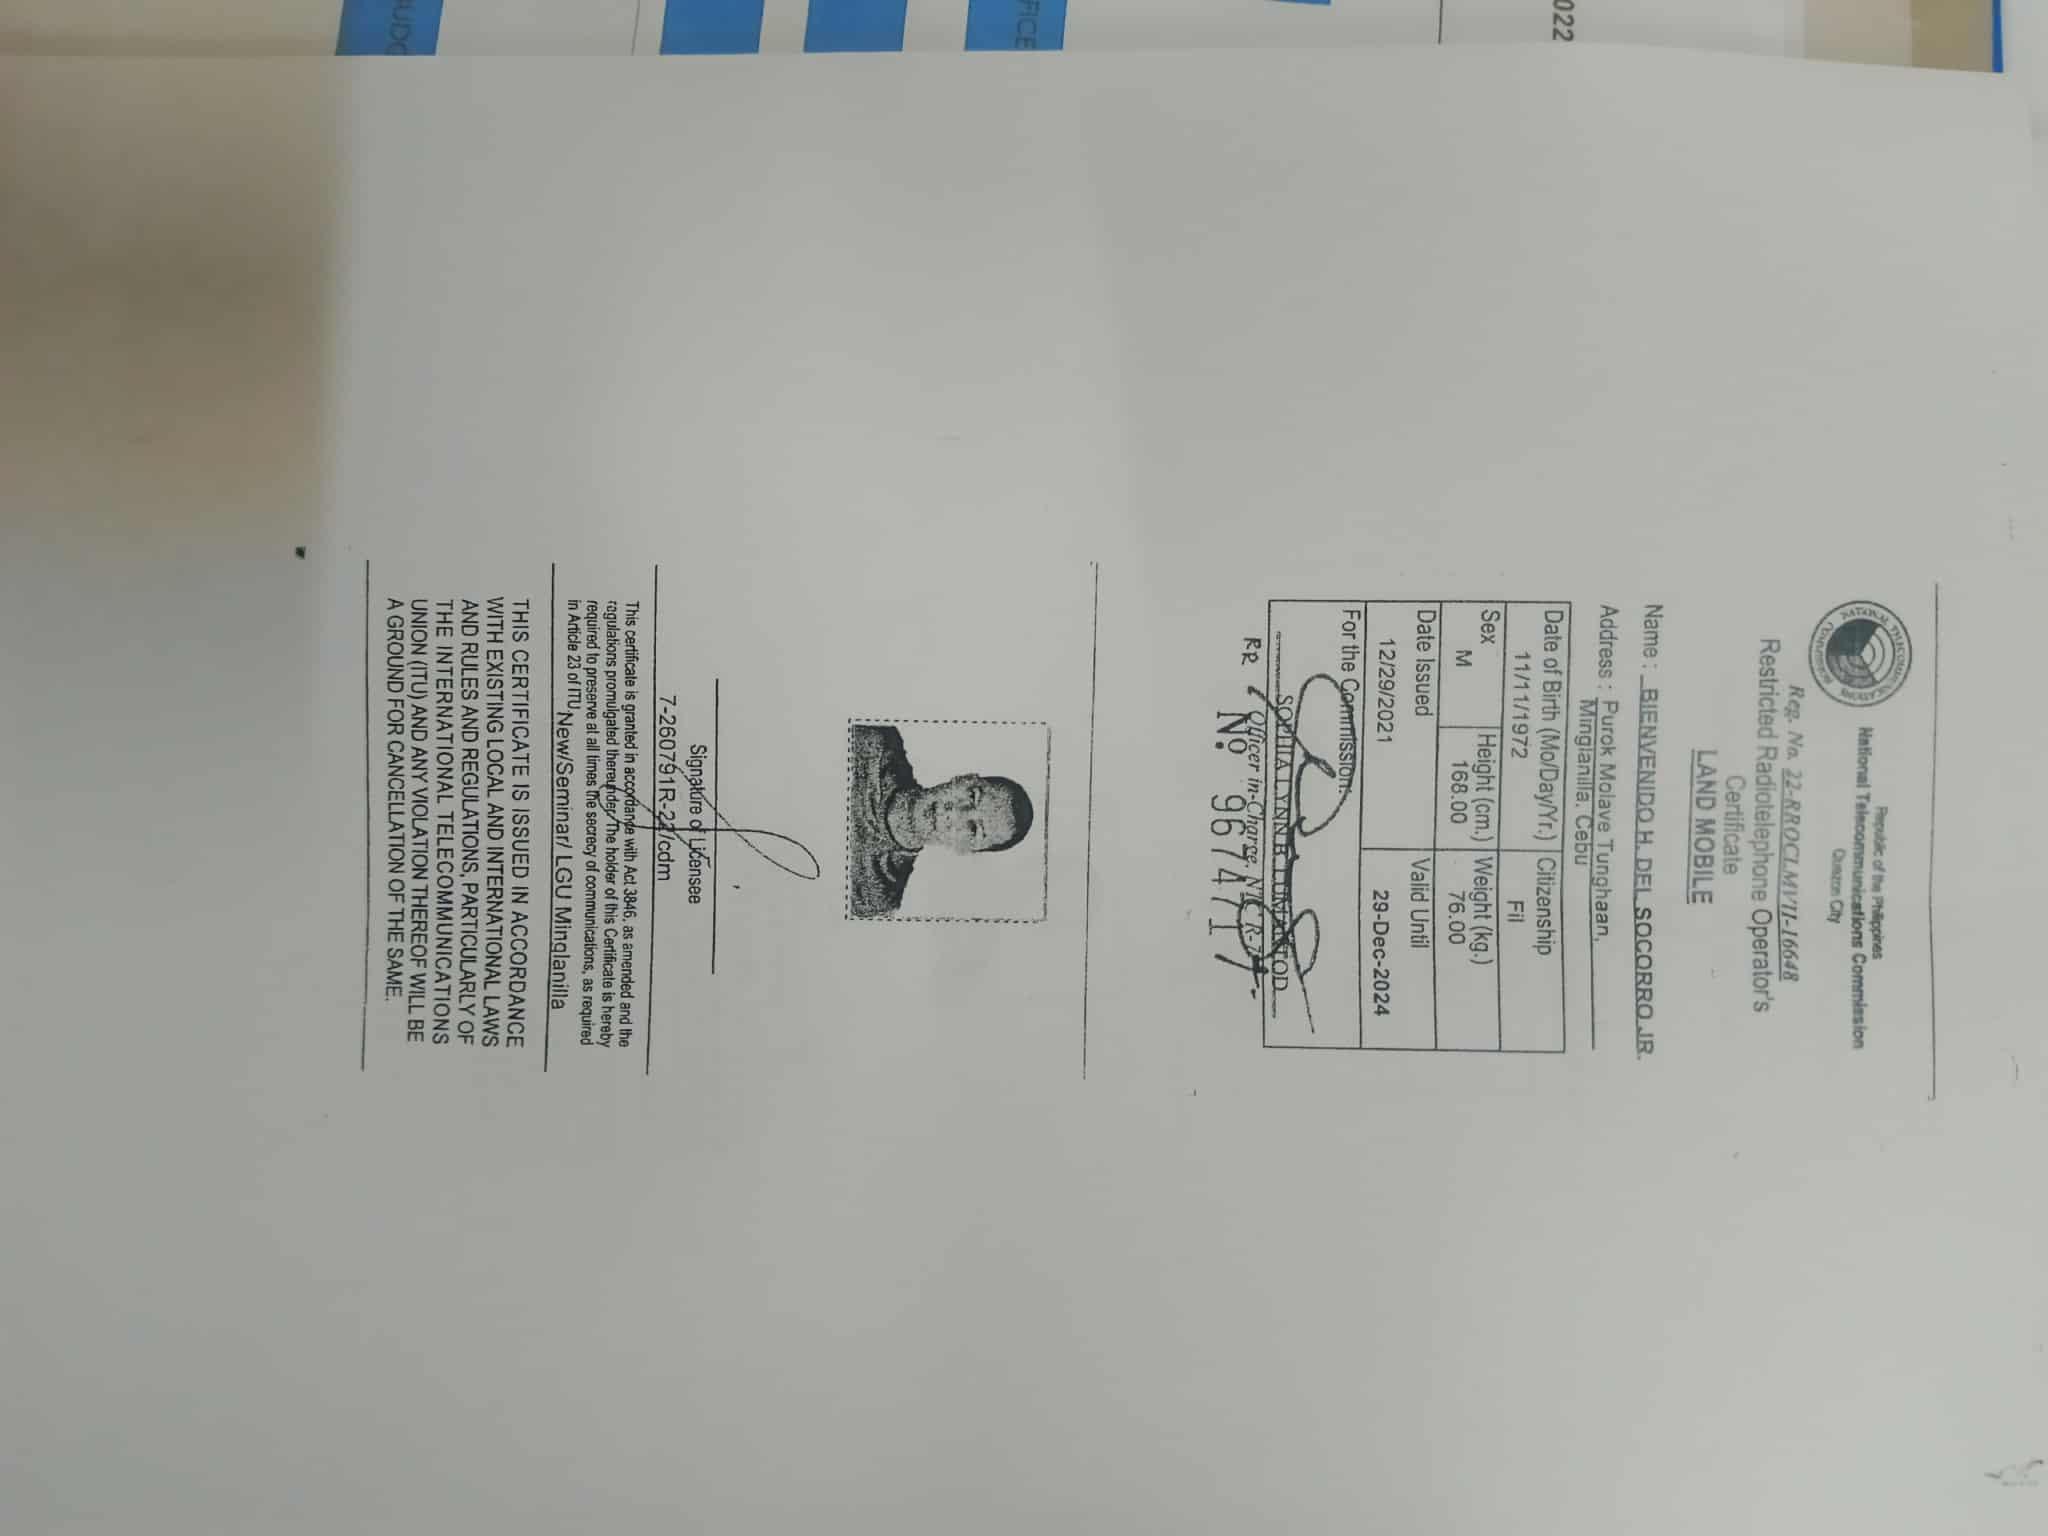 022
FICE
BUDG
NATIONAL TELECOMMUNICATIONS COMMISSION
Republic of the Philippines
National Telecommunications Commission
Quezon City
Reg. No. 22-RROCLMVII-16648
Restricted Radiotelephone Operator's
Certificate
LAND MOBILE
Name : BIENVENIDO H. DEL SOCORRO JR.
Address : Purok Molave Tunghaan,
Minglanilla, Cebu
Date of Birth (Mo/Day/Yr.) Citizenship
11/11/1972 Fil
Sex Height (cm.) Weight (kg.)
M 168.00 76.00
Date Issued Valid Until
12/29/2021 29-Dec-2024
For the Commission:
SOPHIA LYNN B. LUMANTOD
RR Officer in-Charge, NTC R-7
Nº 9674717
Signature of Licensee
7-260791R-22/cdm
This certificate is granted in accordance with Act 3846, as amended and the
regulations promulgated thereunder. The holder of this Certificate is hereby
required to preserve at all times the secrecy of communications, as required
in Article 23 of ITU. New/Seminar/ LGU Minglanilla
THIS CERTIFICATE IS ISSUED IN ACCORDANCE
WITH EXISTING LOCAL AND INTERNATIONAL LAWS
AND RULES AND REGULATIONS, PARTICULARLY OF
THE INTERNATIONAL TELECOMMUNICATIONS
UNION (ITU) AND ANY VIOLATION THEREOF WILL BE
A GROUND FOR CANCELLATION OF THE SAME.